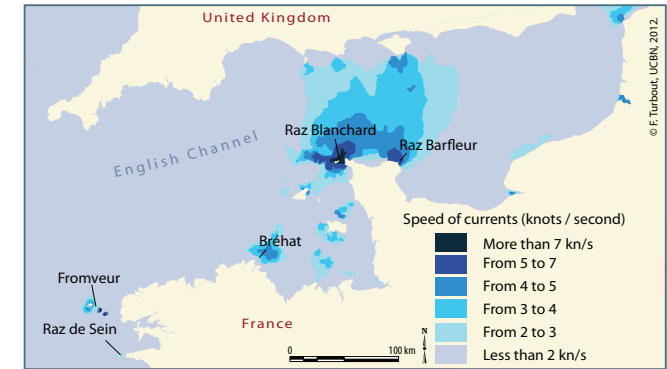 United Kingdom
© F. Turbout, UCBN, 2012.
Raz Blanchard
Raz Barfleur
English Channel
Speed of currents (knots / second)
More than 7 kn/s
From 5 to 7
From 4 to 5
From 3 to 4
From 2 to 3
Less than 2 kn/s
Bréhat
Fromveur
Raz de Sein
France
N
0 100 km